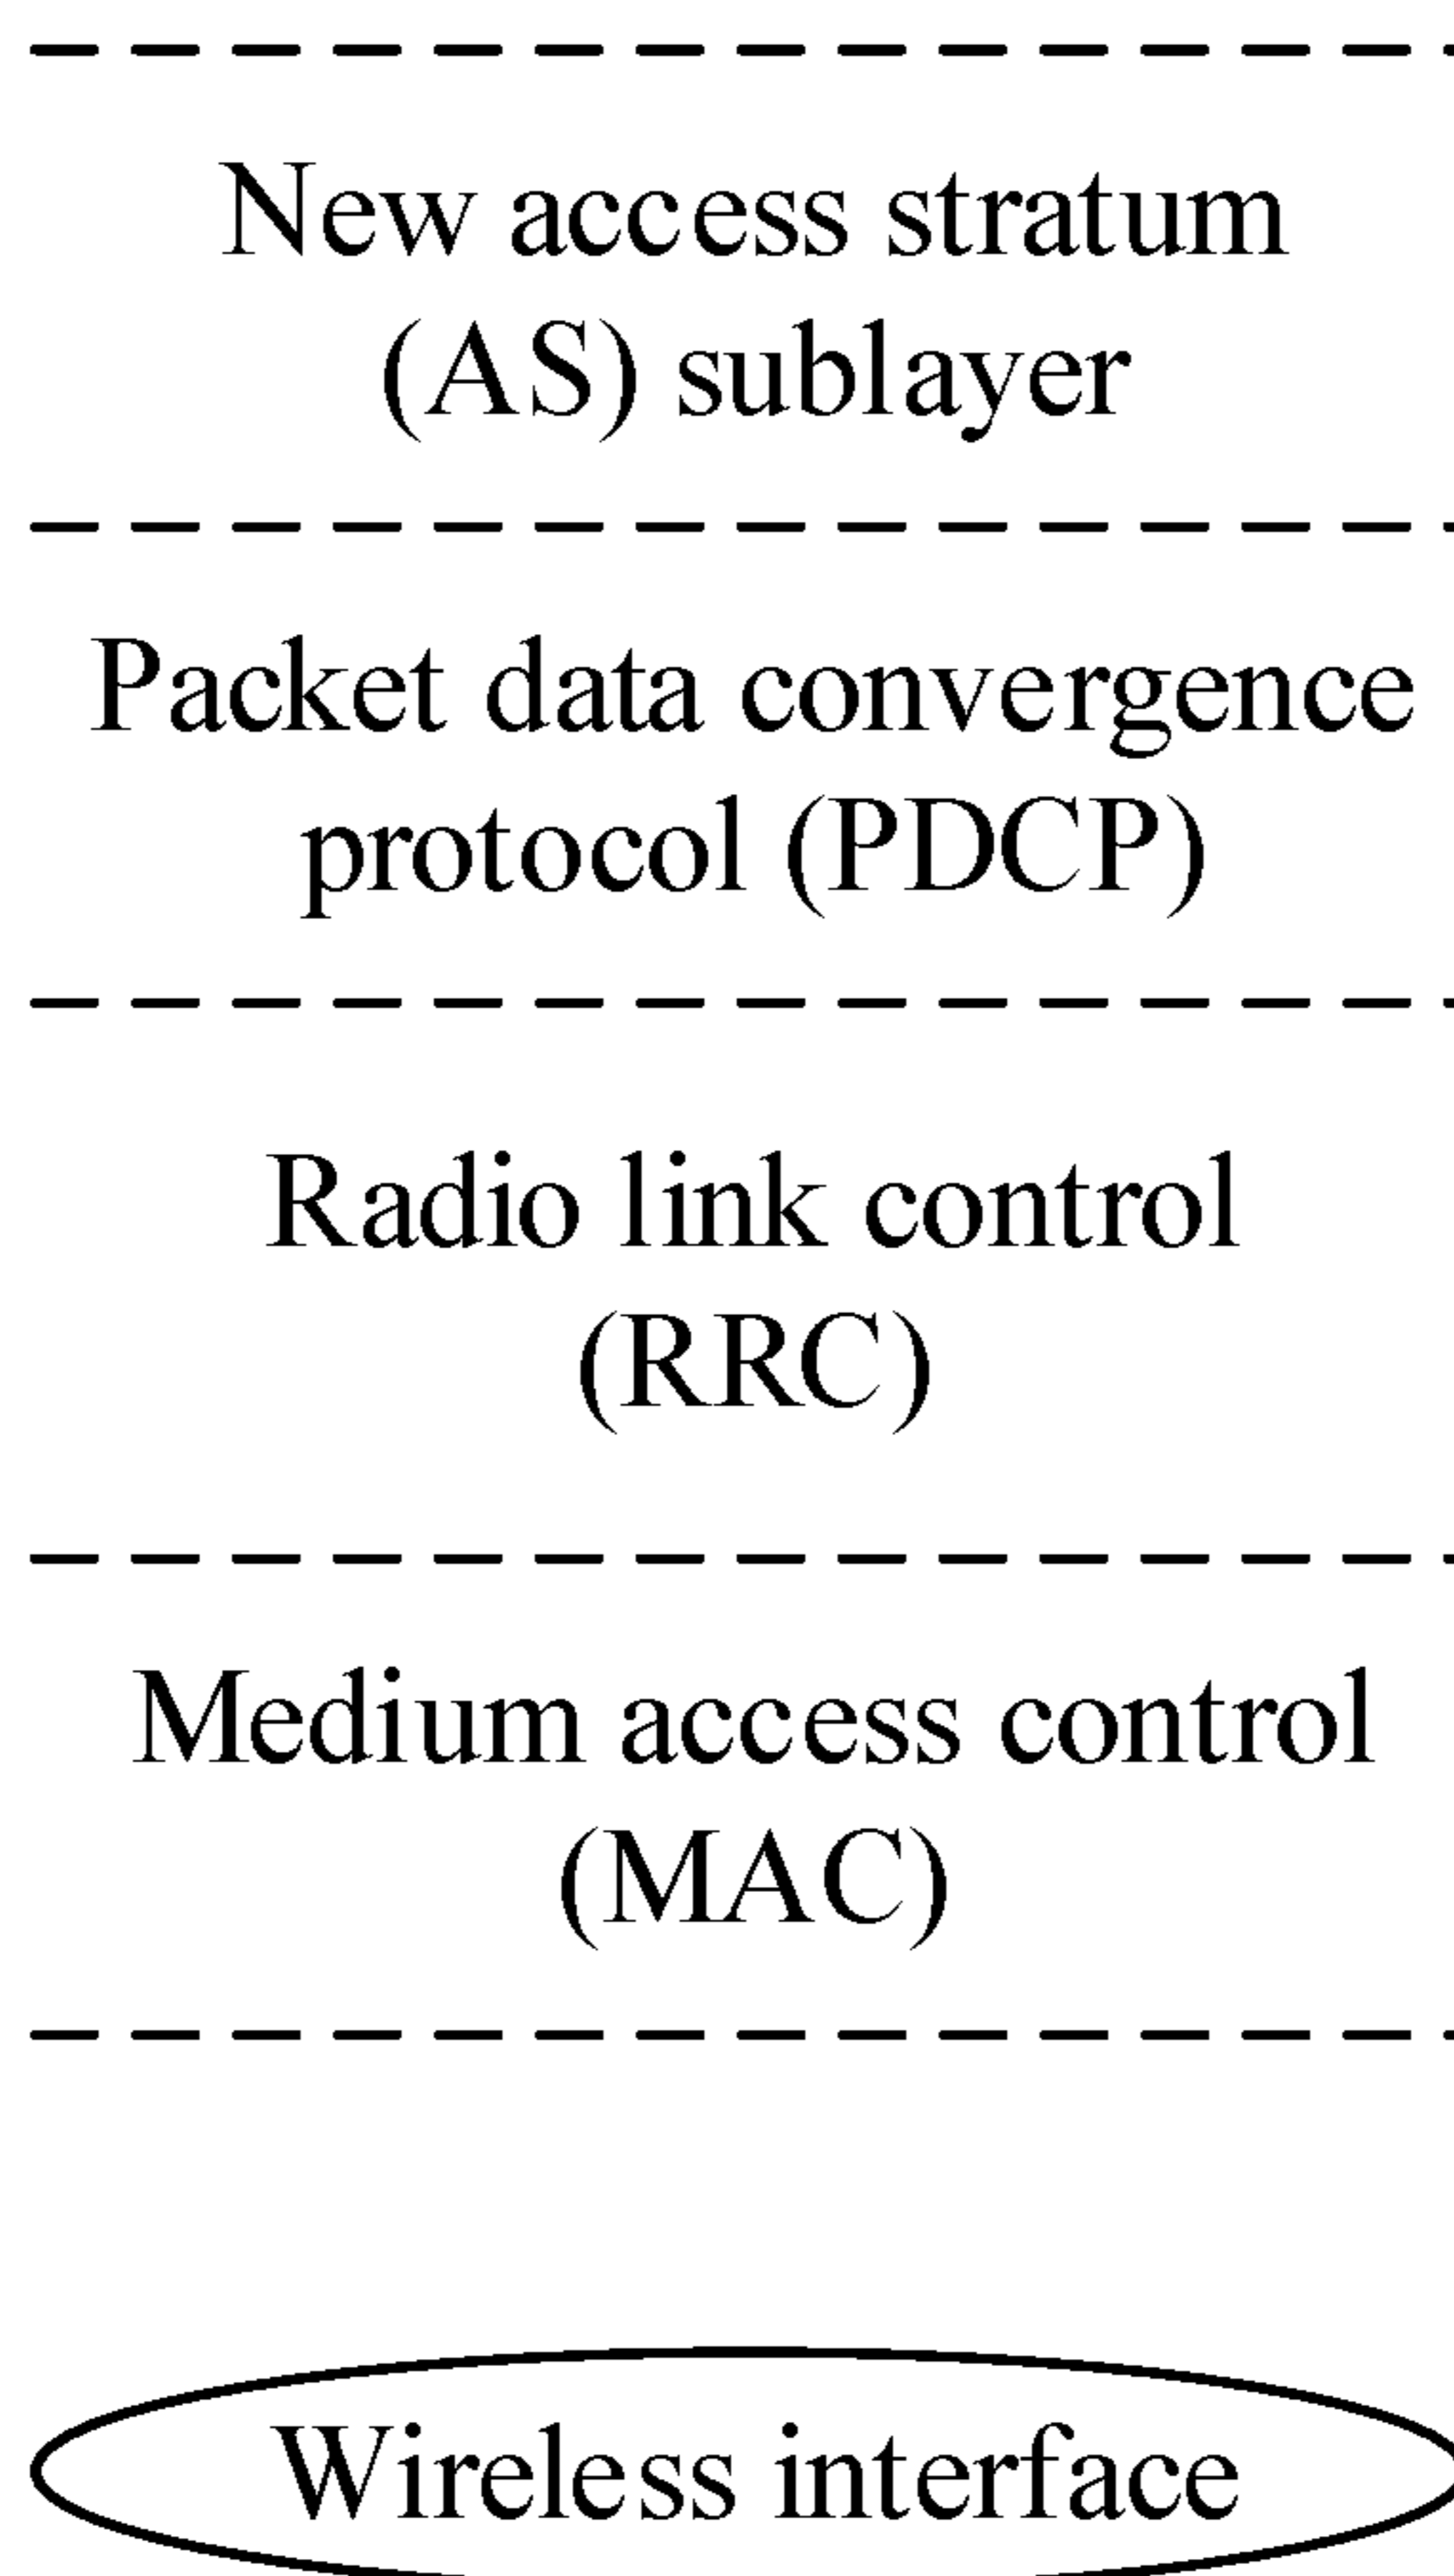 New access stratum
(AS) sublayer
Packet data convergence
protocol (PDCP)
Radio link control
(RRC)
Medium access control
(MAC)
Wireless interface